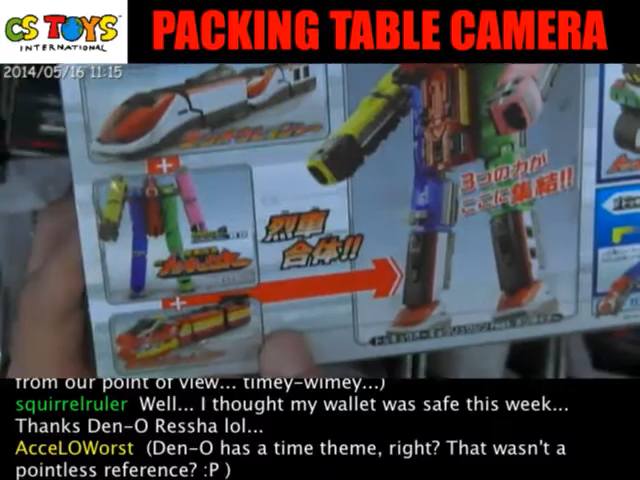 CS TOYS
INTERNATIONAL
PACKING TABLE CAMERA
2014/05/16 11:15
3つの力が
ここに集結!!
烈車
合体!!
from our point of view... timey-wimey...)
squirrelruler Well... I thought my wallet was safe this week...
Thanks Den-O Ressha lol...
AcceLOWorst (Den-O has a time theme, right? That wasn't a
pointless reference? :P )